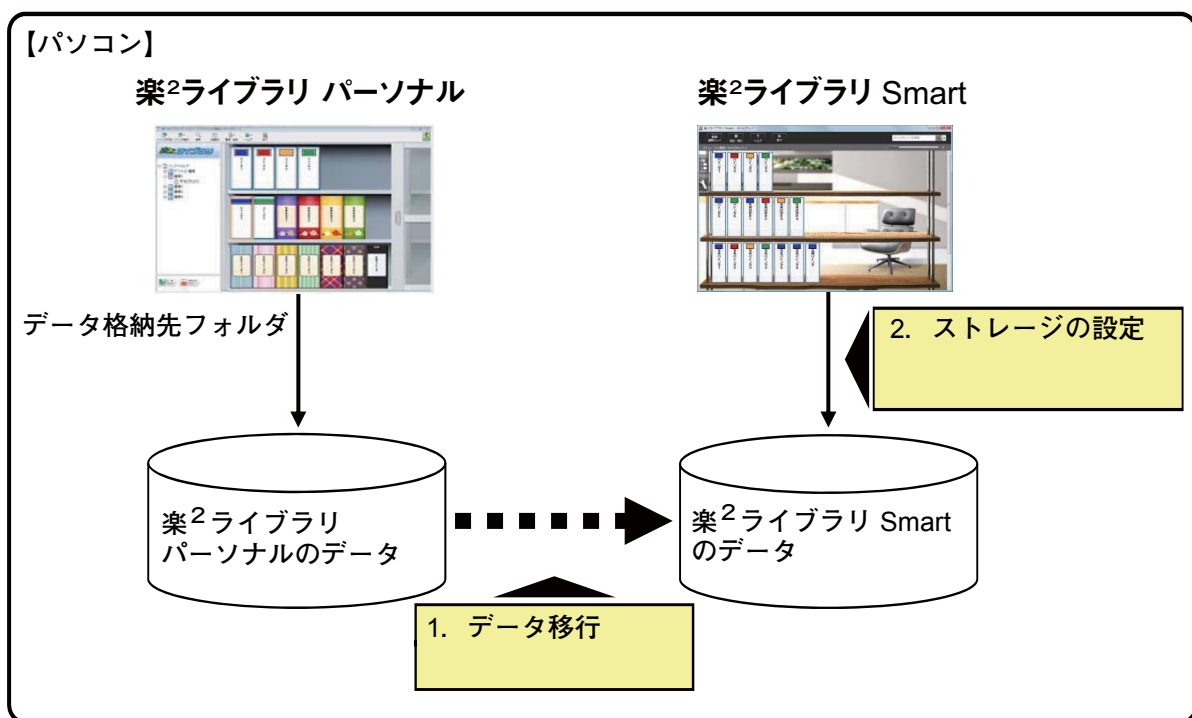 【パソコン】
楽²ライブラリ パーソナル
楽²ライブラリ Smart
データ格納先フォルダ
2. ストレージの設定
楽²ライブラリ
パーソナルのデータ
楽²ライブラリ Smart
のデータ
1. データ移行